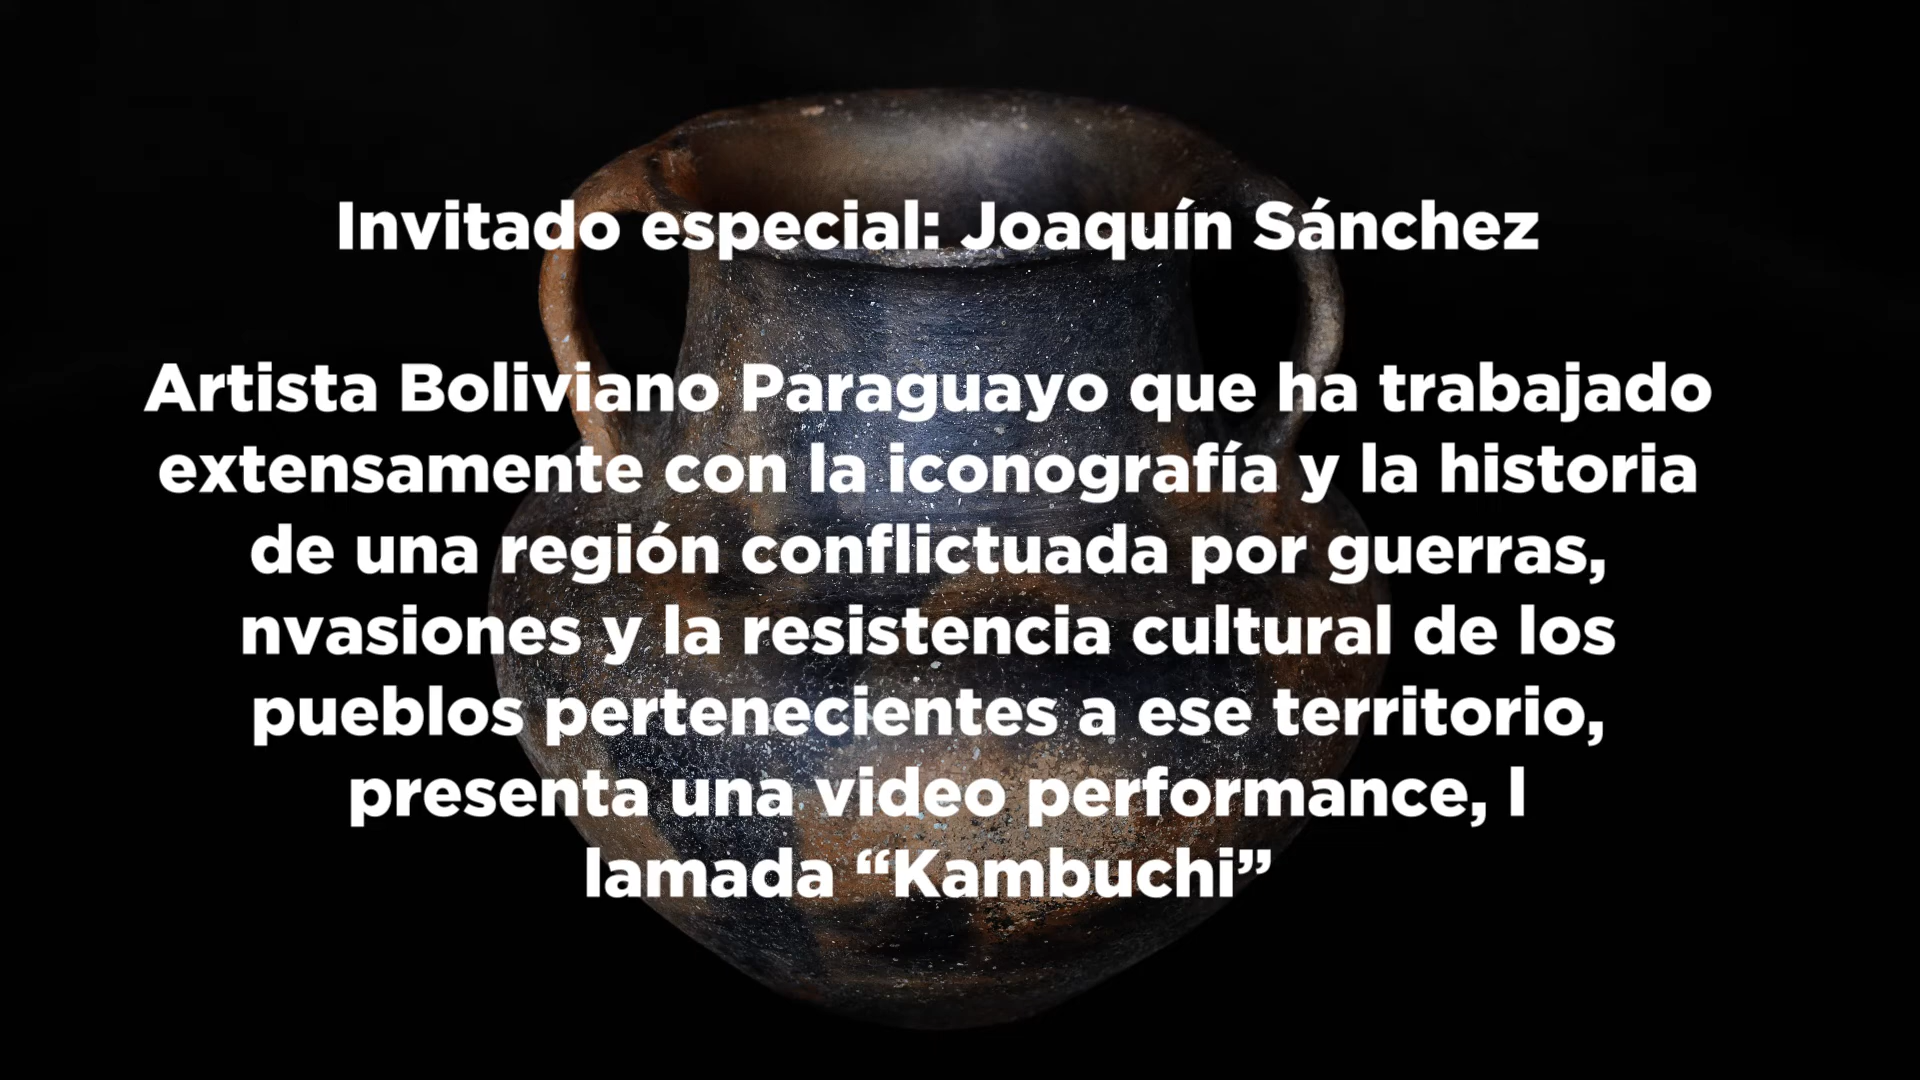 Invitado especial: Joaquín Sánchez
Artista Boliviano Paraguayo que ha trabajado
extensamente con la iconografía y la historia
de una región conflictuada por guerras,
nvasiones y la resistencia cultural de los
pueblos pertenecientes a ese territorio,
presenta una video performance, l
lamada “Kambuchi”